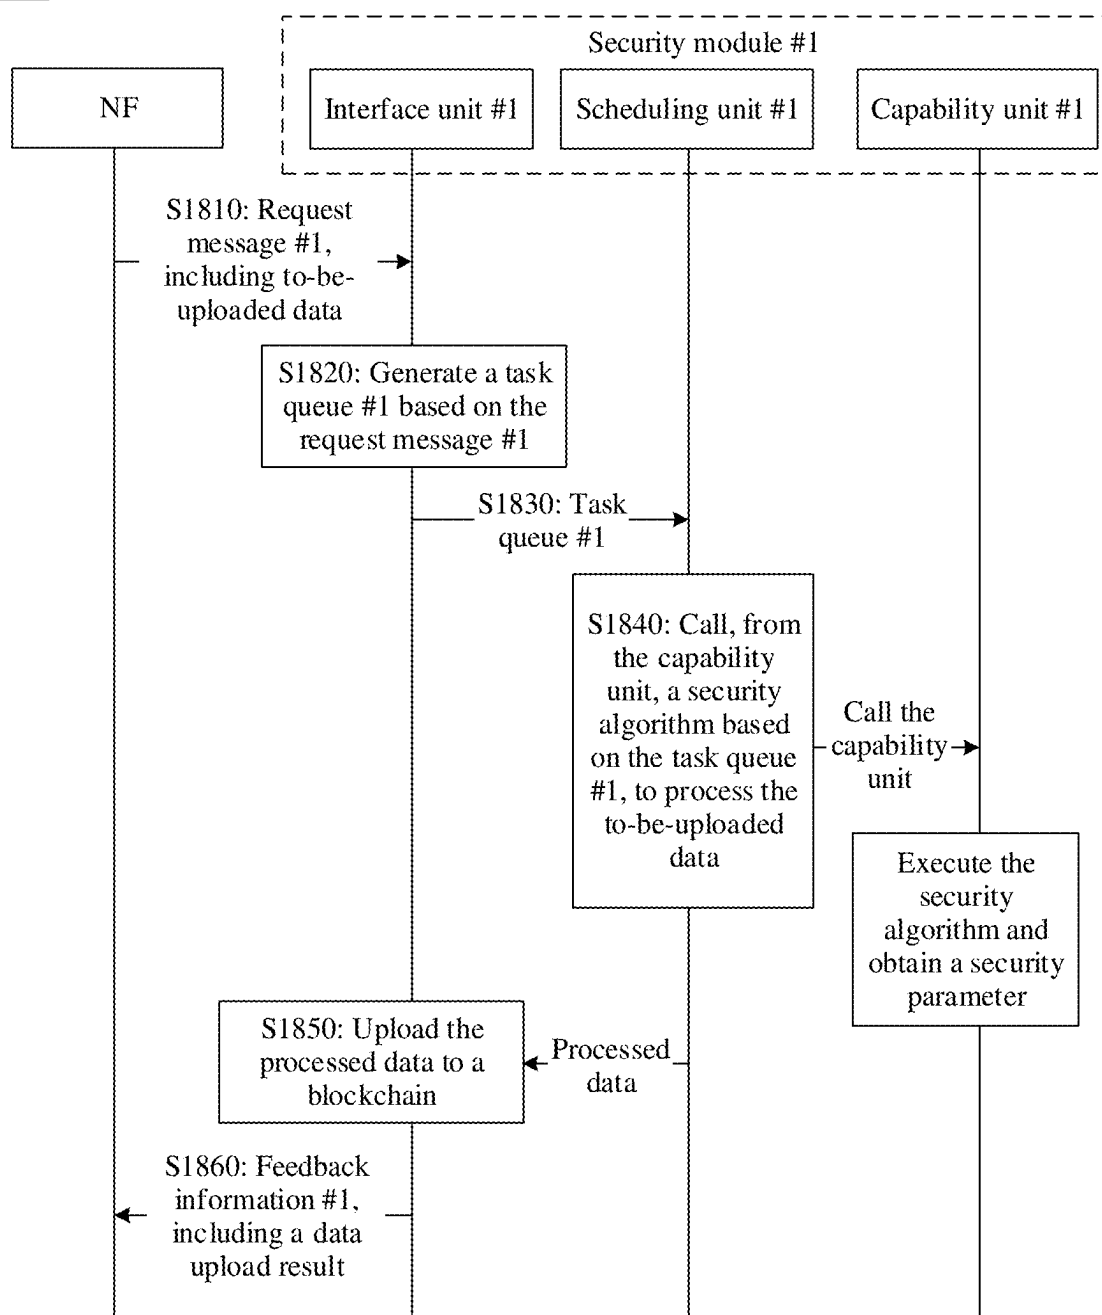 Security module #1
NF
Interface unit #1
Scheduling unit #1
Capability unit #1
S1810: Request
message #1,
including to-be-
uploaded data
S1820: Generate a task
queue #1 based on the
request message #1
S1830: Task
queue #1
S1840: Call, from
the capability
unit, a security
algorithm based
on the task queue
#1, to process the
to-be-uploaded
data
Call the
capability
unit
Execute the
security
algorithm and
obtain a security
parameter
S1850: Upload the
processed data to a
blockchain
Processed
data
S1860: Feedback
information #1,
including a data
upload result